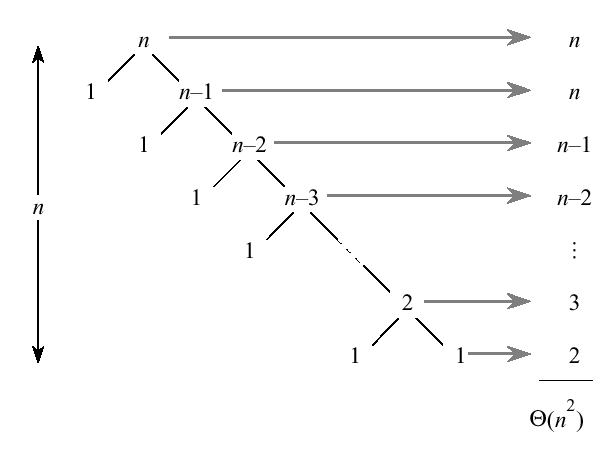 n n
1 n–1 n
1 n–2 n–1
n 1 n–3 n–2
1 ⋮
2 3
1 1 2
Θ(n²)